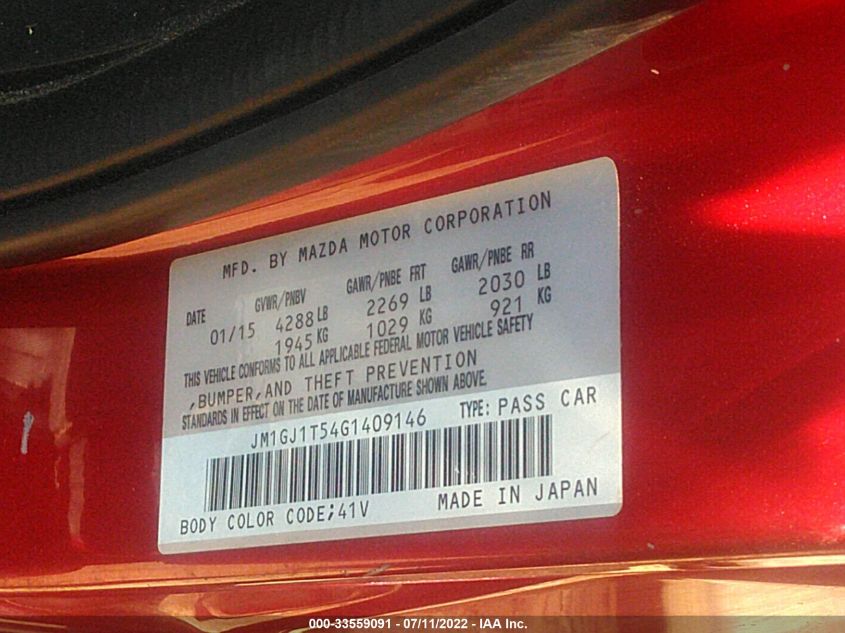 MFD. BY MAZDA MOTOR CORPORATION
DATE GVWR/PNBV GAWR/PNBE FRT GAWR/PNBE RR
01/15 4288 LB 2269 LB 2030 LB
1945 KG 1029 KG 921 KG
THIS VEHICLE CONFORMS TO ALL APPLICABLE FEDERAL MOTOR VEHICLE SAFETY
,BUMPER,AND THEFT PREVENTION
STANDARDS IN EFFECT ON THE DATE OF MANUFACTURE SHOWN ABOVE.
JM1GJ1T54G1409146 TYPE: PASS CAR
BODY COLOR CODE;41V MADE IN JAPAN
000-33559091 - 07/11/2022 - IAA Inc.